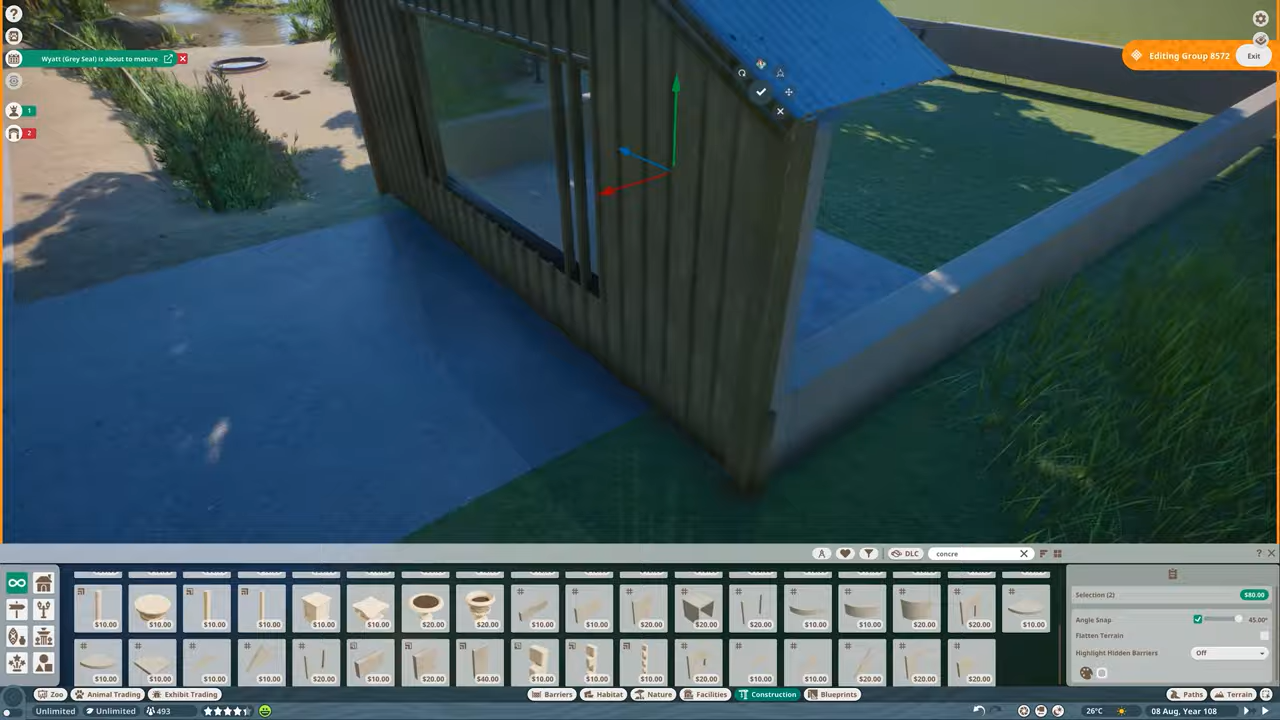 ?
Wyatt (Grey Seal) is about to mature
1
2
Editing Group 8572
Exit
DLC
concre
? ×
$10.00 $10.00 $10.00 $10.00 $10.00 $10.00 $20.00 $20.00 $10.00 $10.00 $20.00 $20.00 $20.00 $10.00 $10.00 $20.00 $20.00 $10.00
$10.00 $10.00 $10.00 $10.00 $20.00 $10.00 $20.00 $40.00 $10.00 $10.00 $10.00 $20.00 $10.00 $10.00 $20.00 $20.00 $20.00
Selection (2) $80.00
Angle Snap 45.00°
Flatten Terrain
Highlight Hidden Barriers Off
Zoo Animal Trading Exhibit Trading Barriers Habitat Nature Facilities Construction Blueprints Paths Terrain
Unlimited Unlimited 493 26°C 08 Aug, Year 108